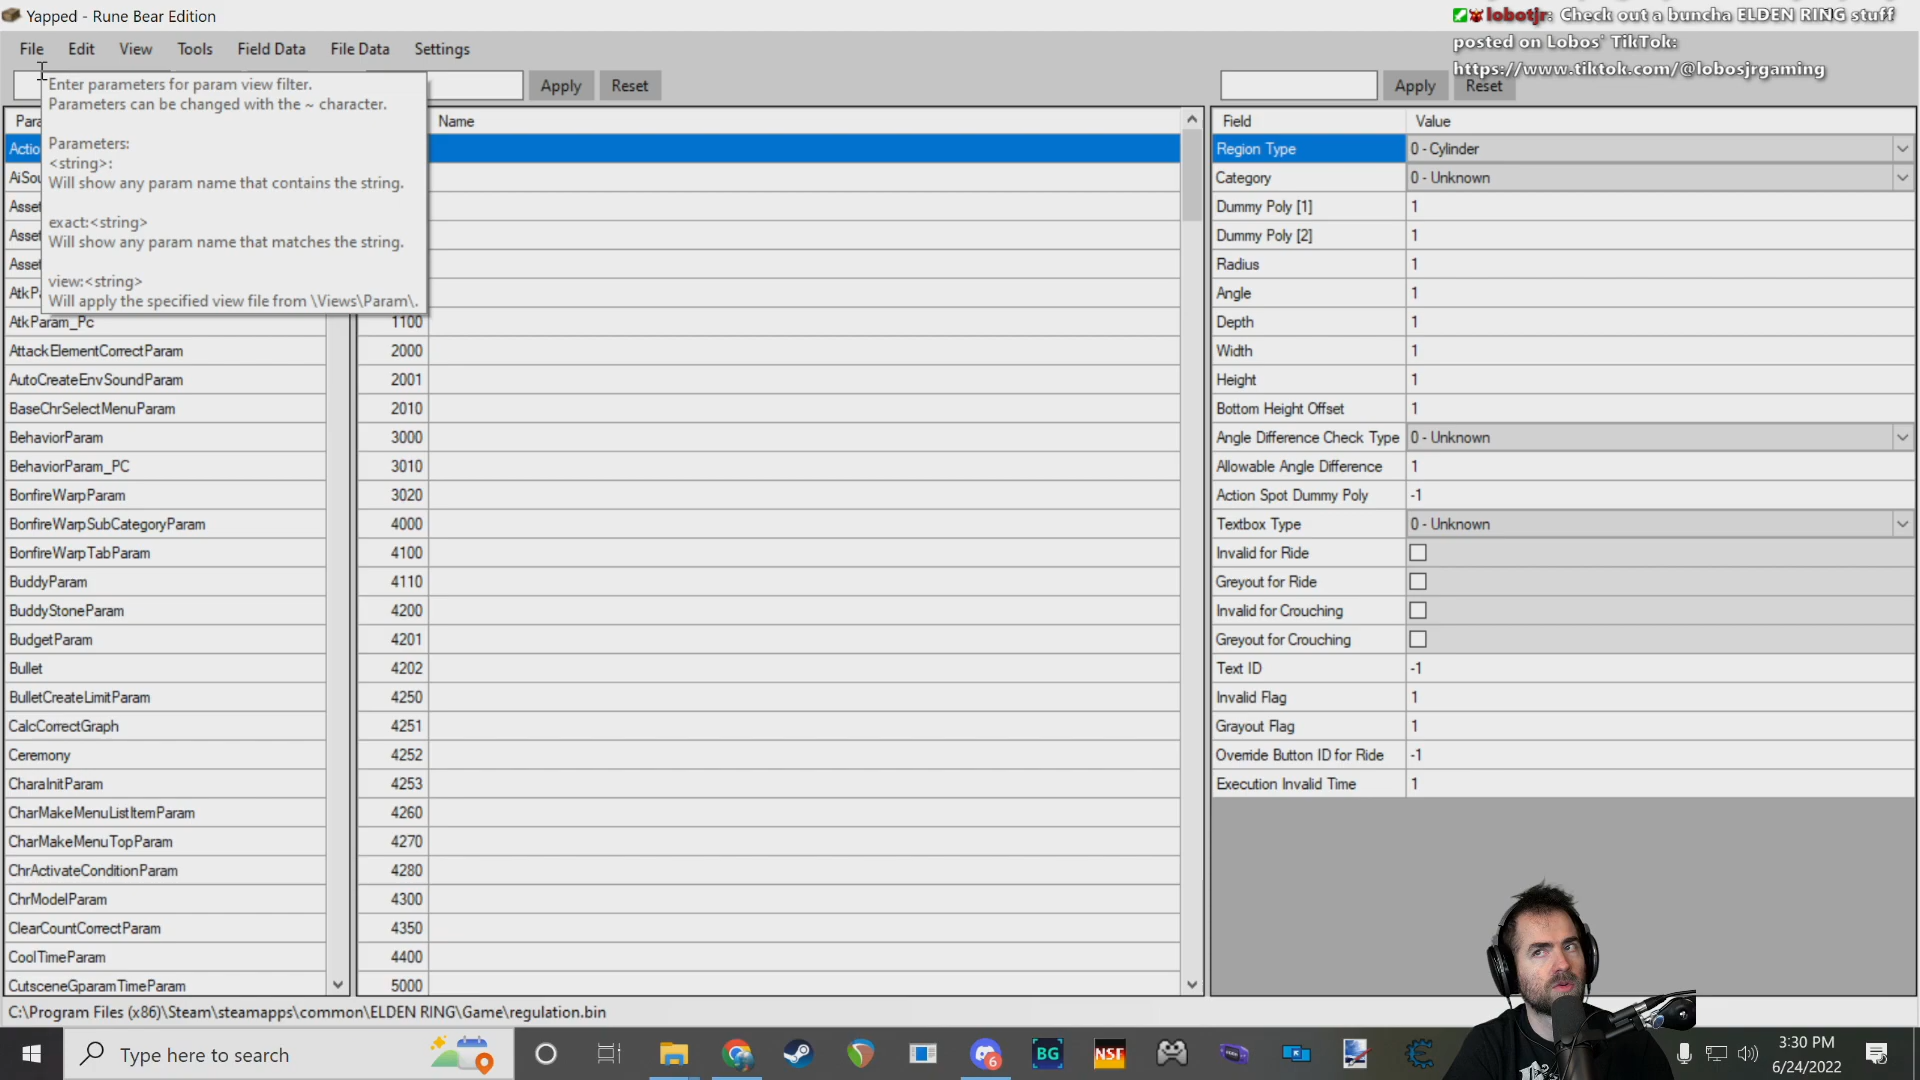 Yapped - Rune Bear Edition
lobotjr: Check out a buncha ELDEN RING stuff
posted on Lobos' TikTok:
https://www.tiktok.com/@lobosjrgaming
File Edit View Tools Field Data File Data Settings
Apply Reset
Apply Reset
Enter parameters for param view filter.
Parameters can be changed with the ~ character.
Parameters:
<string>:
Will show any param name that contains the string.
exact:<string>
Will show any param name that matches the string.
view:<string>
Will apply the specified view file from \Views\Param\.
Para
Actio
AiSou
Asset
Asset
Asset
AtkPa
AtkParam_Pc
AttackElementCorrectParam
AutoCreateEnvSoundParam
BaseChrSelectMenuParam
BehaviorParam
BehaviorParam_PC
BonfireWarpParam
BonfireWarpSubCategoryParam
BonfireWarpTabParam
BuddyParam
BuddyStoneParam
BudgetParam
Bullet
BulletCreateLimitParam
CalcCorrectGraph
Ceremony
CharaInitParam
CharMakeMenuListItemParam
CharMakeMenuTopParam
ChrActivateConditionParam
ChrModelParam
ClearCountCorrectParam
CoolTimeParam
CutsceneGparamTimeParam
Name
1100
2000
2001
2010
3000
3010
3020
4000
4100
4110
4200
4201
4202
4250
4251
4252
4253
4260
4270
4280
4300
4350
4400
5000
Field Value
Region Type 0 - Cylinder
Category 0 - Unknown
Dummy Poly [1] 1
Dummy Poly [2] 1
Radius 1
Angle 1
Depth 1
Width 1
Height 1
Bottom Height Offset 1
Angle Difference Check Type 0 - Unknown
Allowable Angle Difference 1
Action Spot Dummy Poly -1
Textbox Type 0 - Unknown
Invalid for Ride
Greyout for Ride
Invalid for Crouching
Greyout for Crouching
Text ID -1
Invalid Flag 1
Grayout Flag 1
Override Button ID for Ride -1
Execution Invalid Time 1
C:\Program Files (x86)\Steam\steamapps\common\ELDEN RING\Game\regulation.bin
Type here to search
6
BG
NSF
3:30 PM
6/24/2022